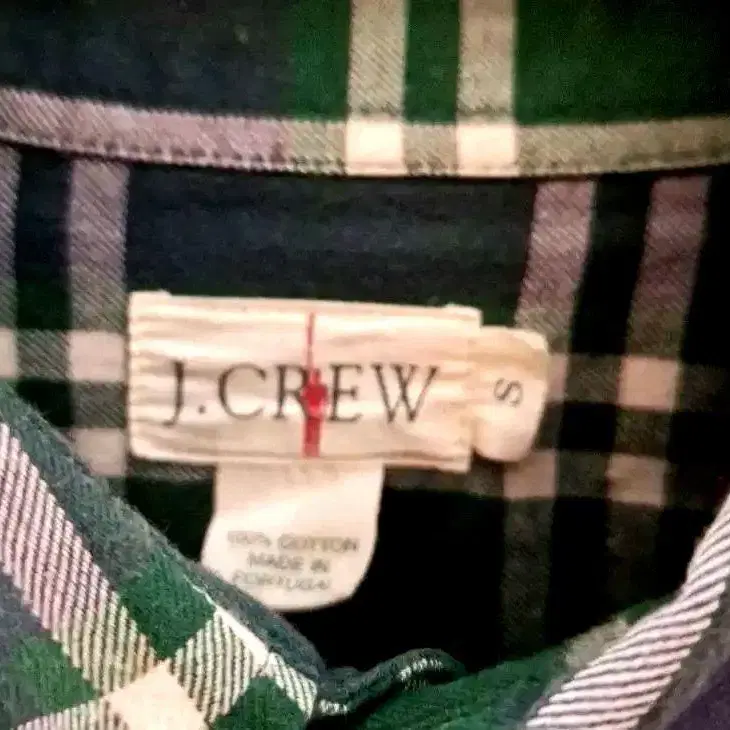 J.CREW
S
100% COTTON
MADE IN
PORTUGAL